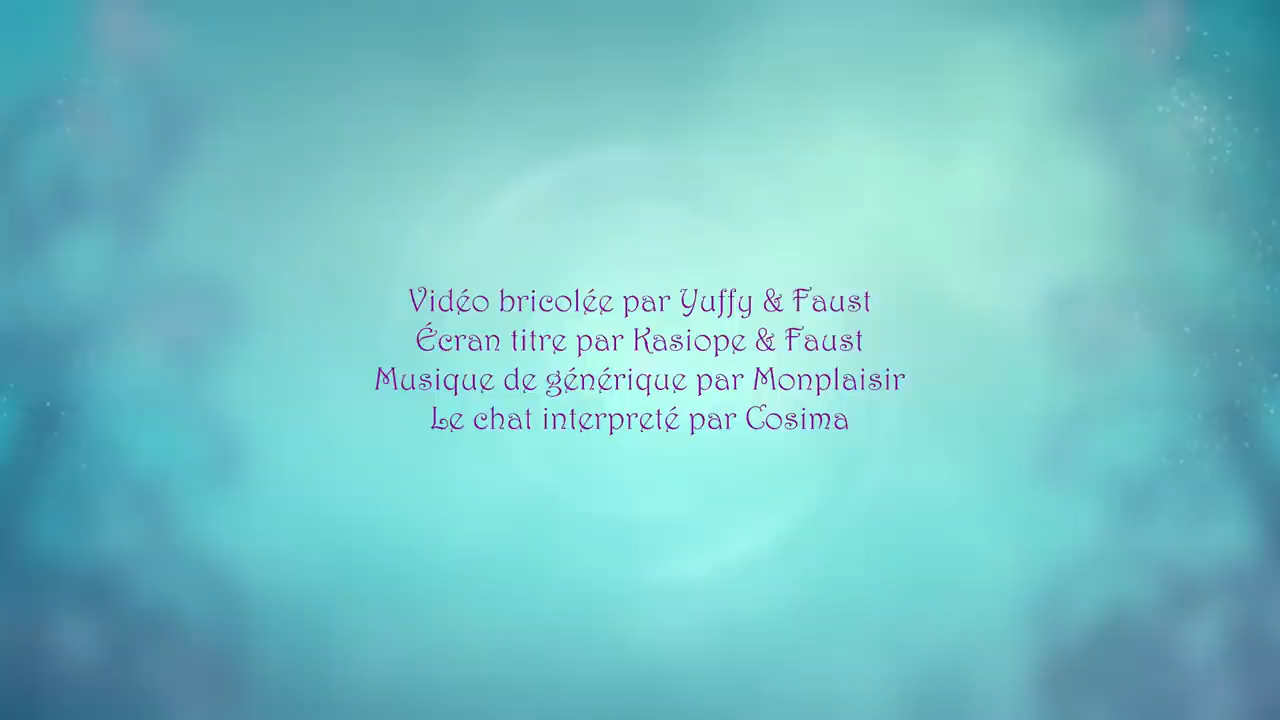 Vidéo bricolée par Yuffy & Faust
Écran titre par Kasiope & Faust
Musique de générique par Monplaisir
Le chat interpreté par Cosima